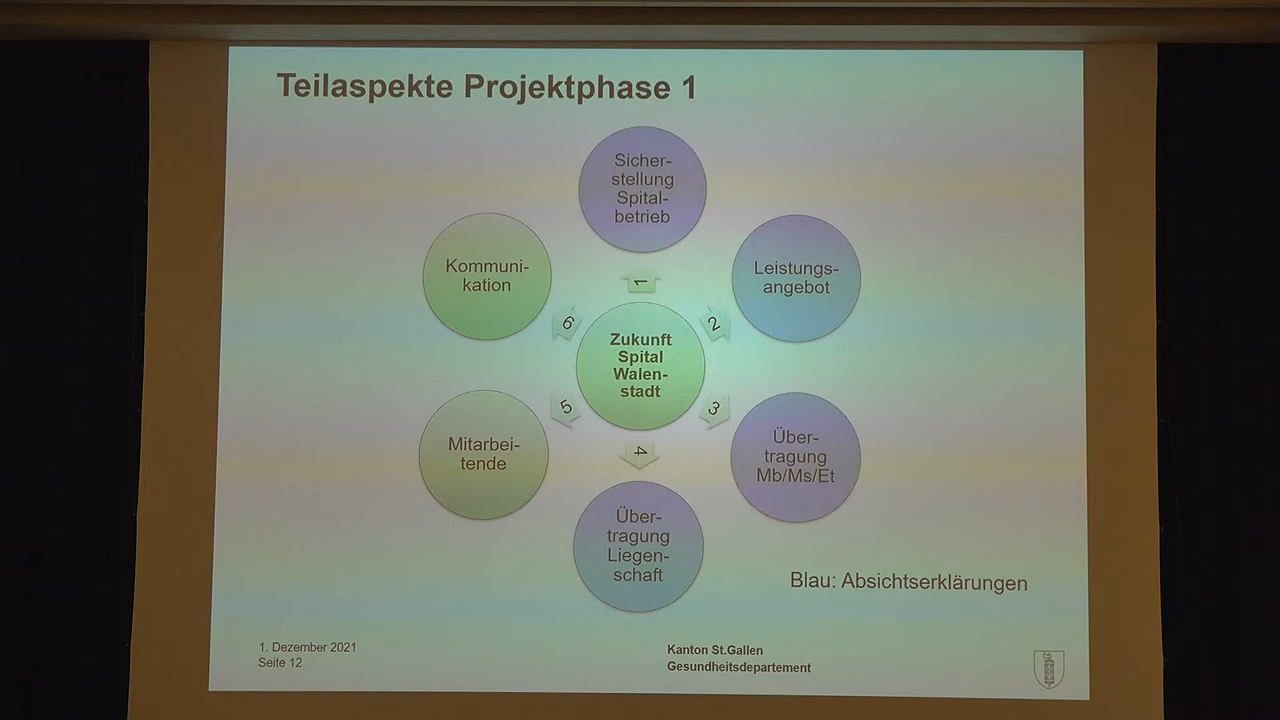 Teilaspekte Projektphase 1
Sicher-
stellung
Spital-
betrieb
Leistungs-
angebot
Kommuni-
kation
1
2
3
4
5
6
Zukunft
Spital
Walen-
stadt
Über-
tragung
Mb/Ms/Et
Mitarbei-
tende
Über-
tragung
Liegen-
schaft
Blau: Absichtserklärungen
1. Dezember 2021
Seite 12
Kanton St.Gallen
Gesundheitsdepartement